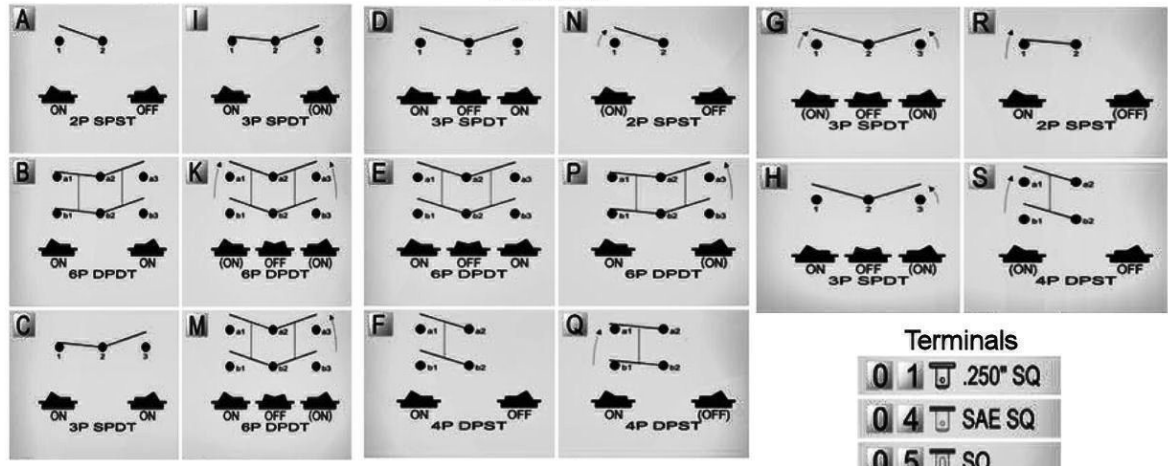 A
1 2
ON OFF
2P SPST
I
1 2 3
ON (ON)
3P SPDT
D
1 2 3
ON OFF ON
3P SPDT
N
1 2
(ON) OFF
2P SPST
G
1 2 3
(ON) OFF (ON)
3P SPDT
R
1 2
ON (OFF)
2P SPST
B
a1 a2 a3
b1 b2 b3
ON ON
6P DPDT
K
a1 a2 a3
b1 b2 b3
(ON) OFF (ON)
6P DPDT
E
a1 a2 a3
b1 b2 b3
ON OFF ON
6P DPDT
P
a1 a2 a3
b1 b2 b3
ON (ON)
6P DPDT
H
1 2 3
ON OFF (ON)
3P SPDT
S
a1 a2
b1 b2
(ON) OFF
4P DPST
C
1 2 3
ON ON
3P SPDT
M
a1 a2 a3
b1 b2 b3
ON OFF (ON)
6P DPDT
F
a1 a2
b1 b2
ON OFF
4P DPST
Q
a1 a2
b1 b2
ON (OFF)
4P DPST
Terminals
0 1 .250" SQ
0 4 SAE SQ
0 5 SQ